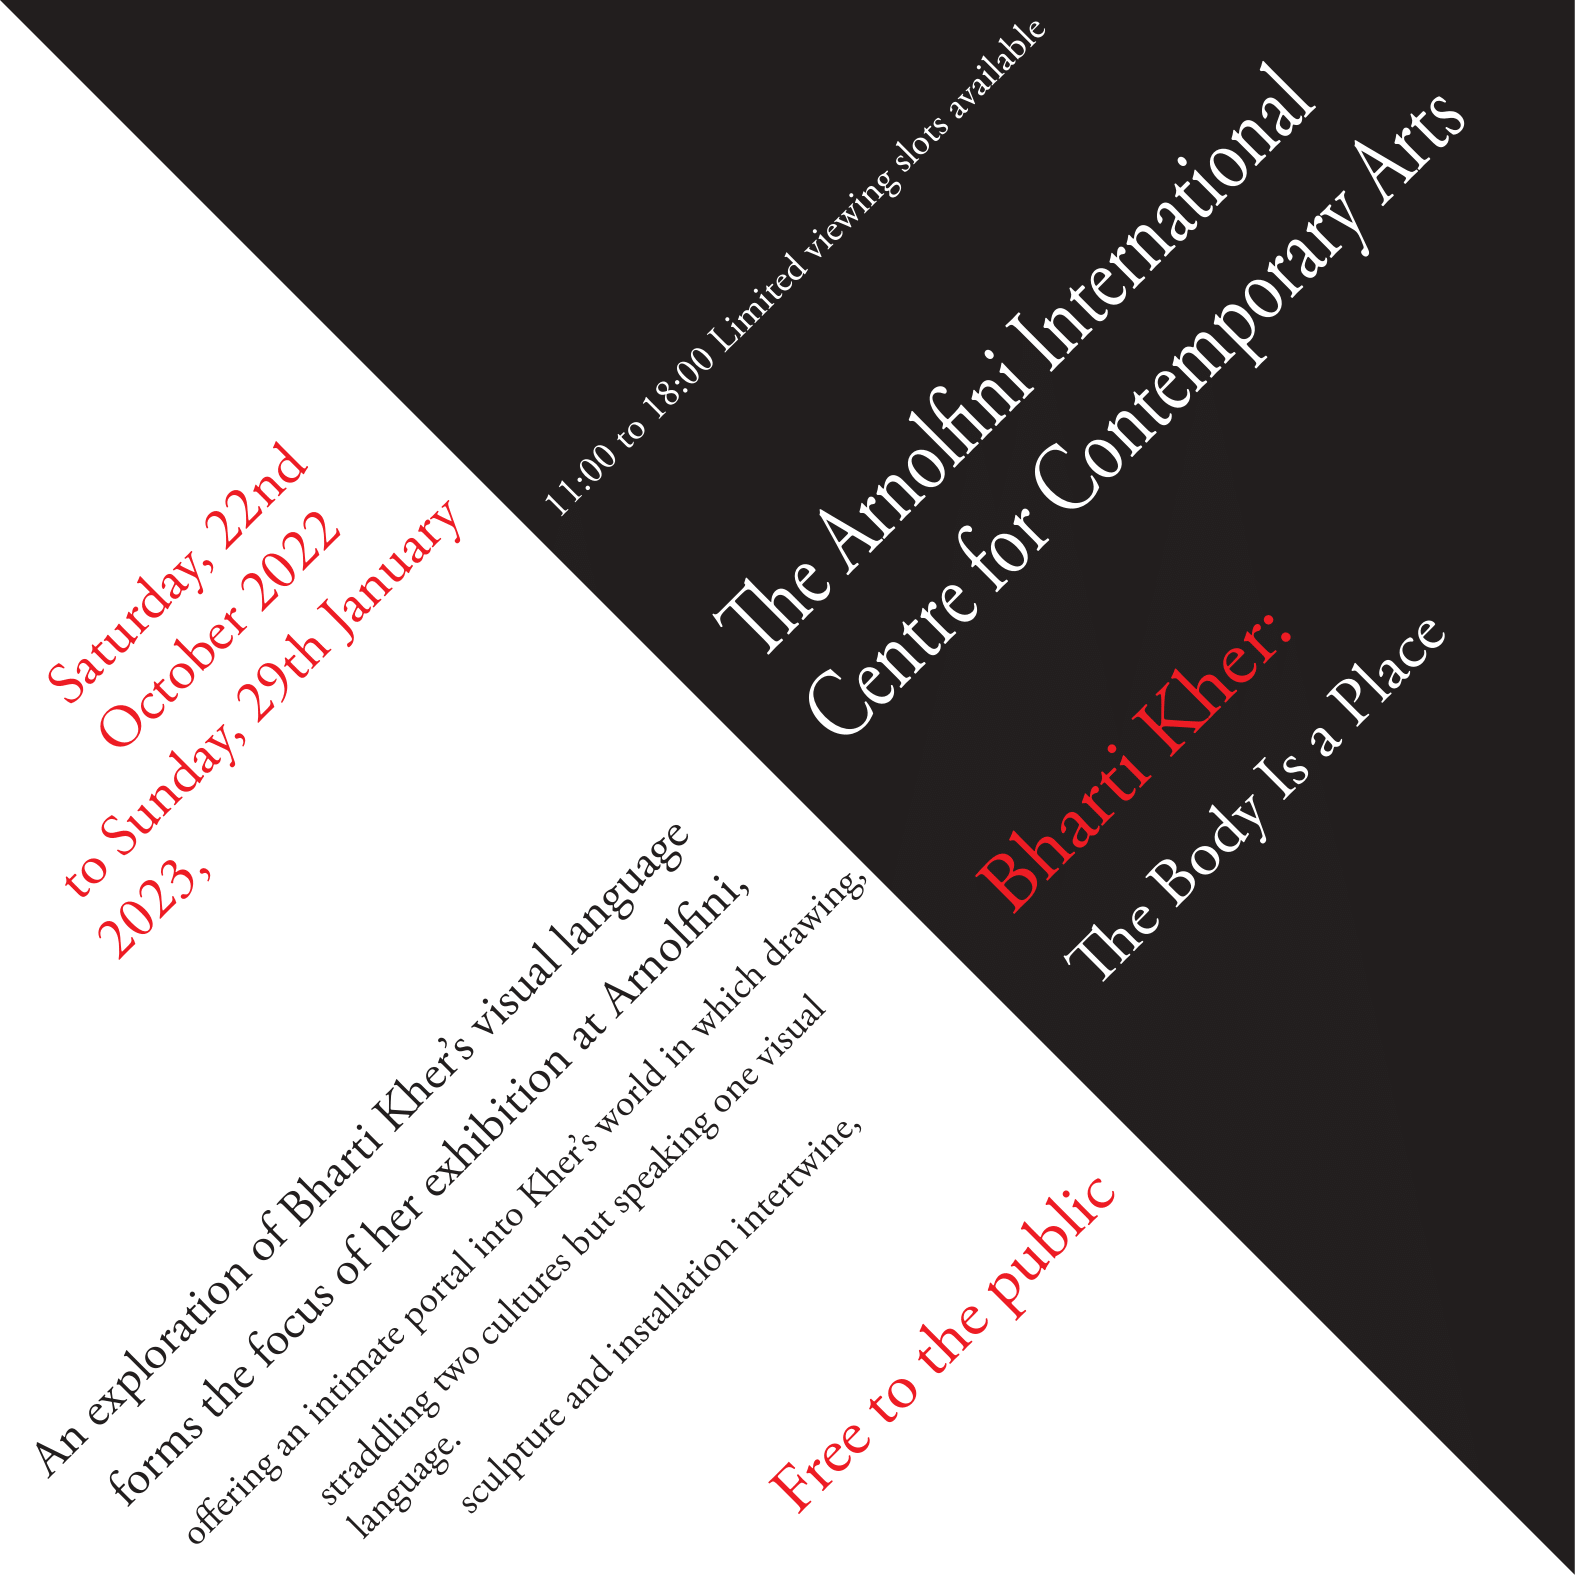 11:00 to 18:00 Limited viewing slots available
The Arnolfini International
Centre for Contemporary Arts
Bharti Kher:
The Body Is a Place
Saturday, 22nd
October 2022
to Sunday, 29th January
2023,
An exploration of Bharti Kher’s visual language
forms the focus of her exhibition at Arnolfini,
offering an intimate portal into Kher’s world in which drawing,
straddling two cultures but speaking one visual
language.
sculpture and installation intertwine,
Free to the public